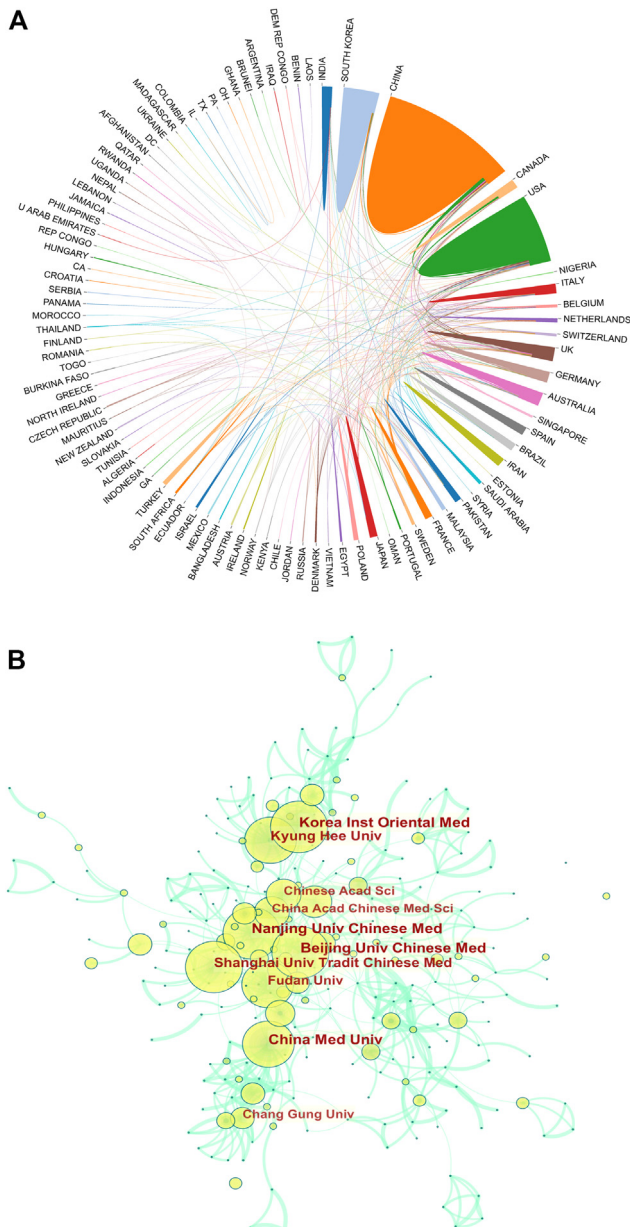 A
INDIA
SOUTH KOREA
CHINA
CANADA
USA
NIGERIA
ITALY
BELGIUM
NETHERLANDS
SWITZERLAND
UK
GERMANY
AUSTRALIA
SINGAPORE
SPAIN
BRAZIL
IRAN
ESTONIA
SAUDI ARABIA
SYRIA
PAKISTAN
MALAYSIA
FRANCE
SWEDEN
PORTUGAL
OMAN
JAPAN
POLAND
EGYPT
VIETNAM
DENMARK
RUSSIA
JORDAN
CHILE
KENYA
NORWAY
IRELAND
AUSTRIA
BANGLADESH
MEXICO
ISRAEL
ECUADOR
SOUTH AFRICA
TURKEY
GA
INDONESIA
ALGERIA
TUNISIA
SLOVAKIA
NEW ZEALAND
MAURITIUS
CZECH REPUBLIC
NORTH IRELAND
GREECE
BURKINA FASO
TOGO
ROMANIA
FINLAND
THAILAND
MOROCCO
PANAMA
SERBIA
CROATIA
CA
HUNGARY
REP CONGO
U ARAB EMIRATES
PHILIPPINES
JAMAICA
LEBANON
NEPAL
UGANDA
RWANDA
QATAR
DC
AFGHANISTAN
UKRAINE
MADAGASCAR
COLOMBIA
IL
TX
PA
OH
GHANA
BRUNEI
ARGENTINA
IRAQ
DEM REP CONGO
BENIN
LAOS
B
Korea Inst Oriental Med
Kyung Hee Univ
Chinese Acad Sci
China Acad Chinese Med Sci
Nanjing Univ Chinese Med
Beijing Univ Chinese Med
Shanghai Univ Tradit Chinese Med
Fudan Univ
China Med Univ
Chang Gung Univ